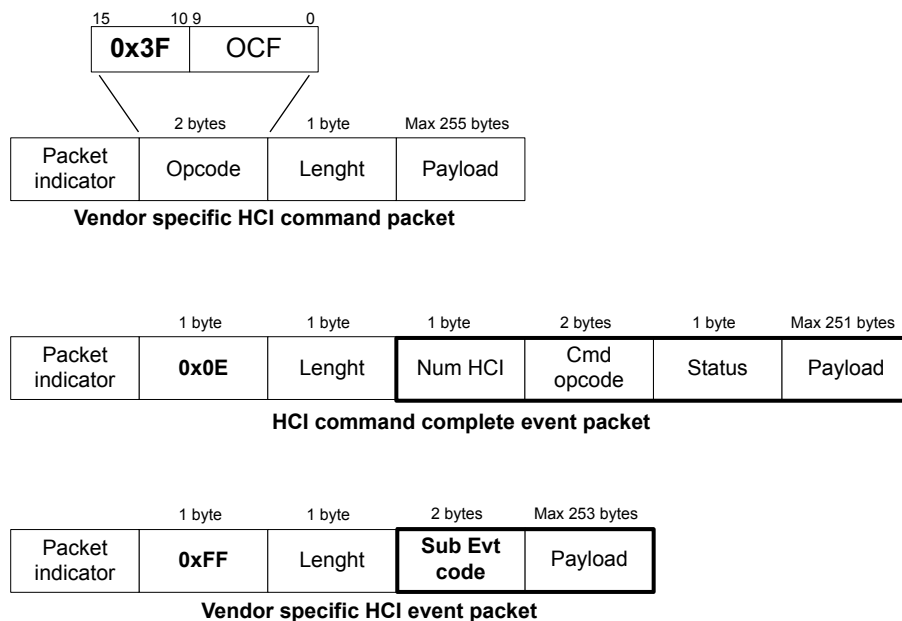 15 10 9 0
0x3F OCF
2 bytes 1 byte Max 255 bytes
Packet indicator Opcode Lenght Payload
Vendor specific HCI command packet
1 byte 1 byte 1 byte 2 bytes 1 byte Max 251 bytes
Packet indicator 0x0E Lenght Num HCI Cmd opcode Status Payload
HCI command complete event packet
1 byte 1 byte 2 bytes Max 253 bytes
Packet indicator 0xFF Lenght Sub Evt code Payload
Vendor specific HCI event packet